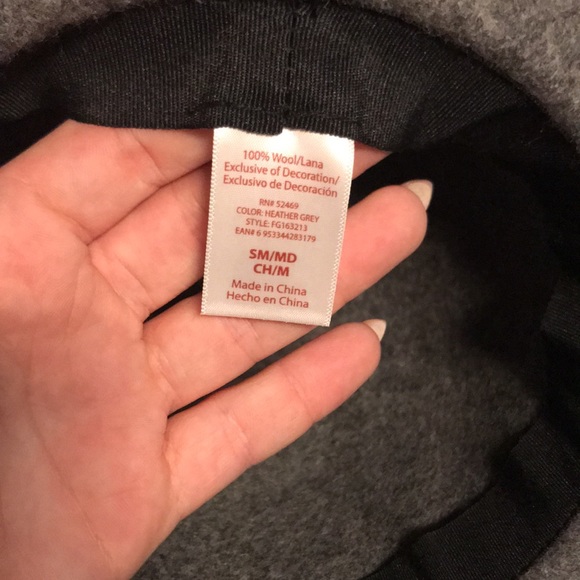 100% Wool/Lana
Exclusive of Decoration/
Exclusivo de Decoración
RN# 52469
COLOR: HEATHER GREY
STYLE: FG163213
EAN# 6 953344283179
SM/MD
CH/M
Made in China
Hecho en China